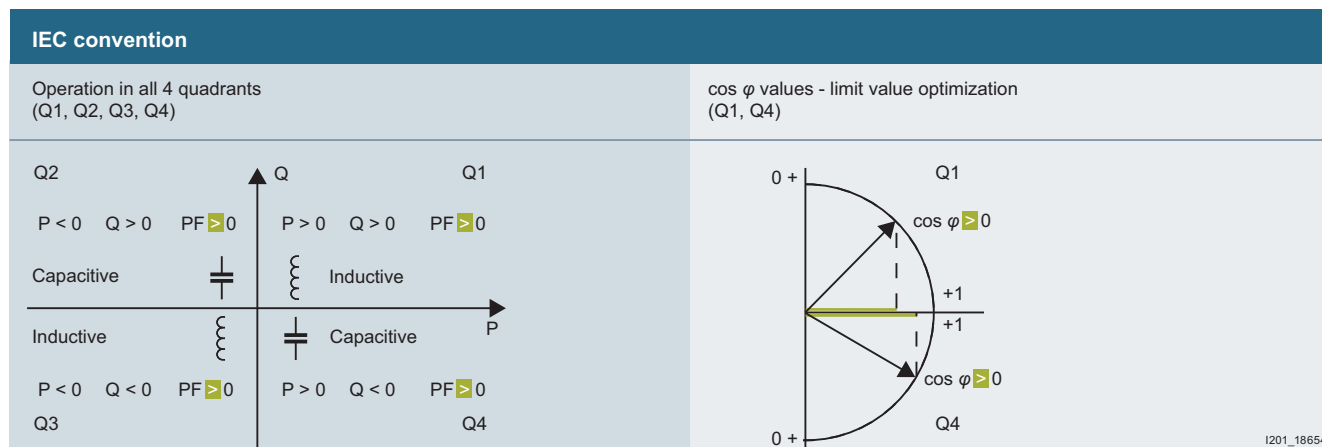 IEC convention
Operation in all 4 quadrants
(Q1, Q2, Q3, Q4)
cos φ values - limit value optimization
(Q1, Q4)
Q2
Q
Q1
P < 0 Q > 0 PF > 0
P > 0 Q > 0 PF > 0
Capacitive
Inductive
P
Inductive
Capacitive
P < 0 Q < 0 PF > 0
P > 0 Q < 0 PF > 0
Q3
Q4
0 +
Q1
cos φ > 0
+1
+1
cos φ > 0
Q4
0 +
I201_18654